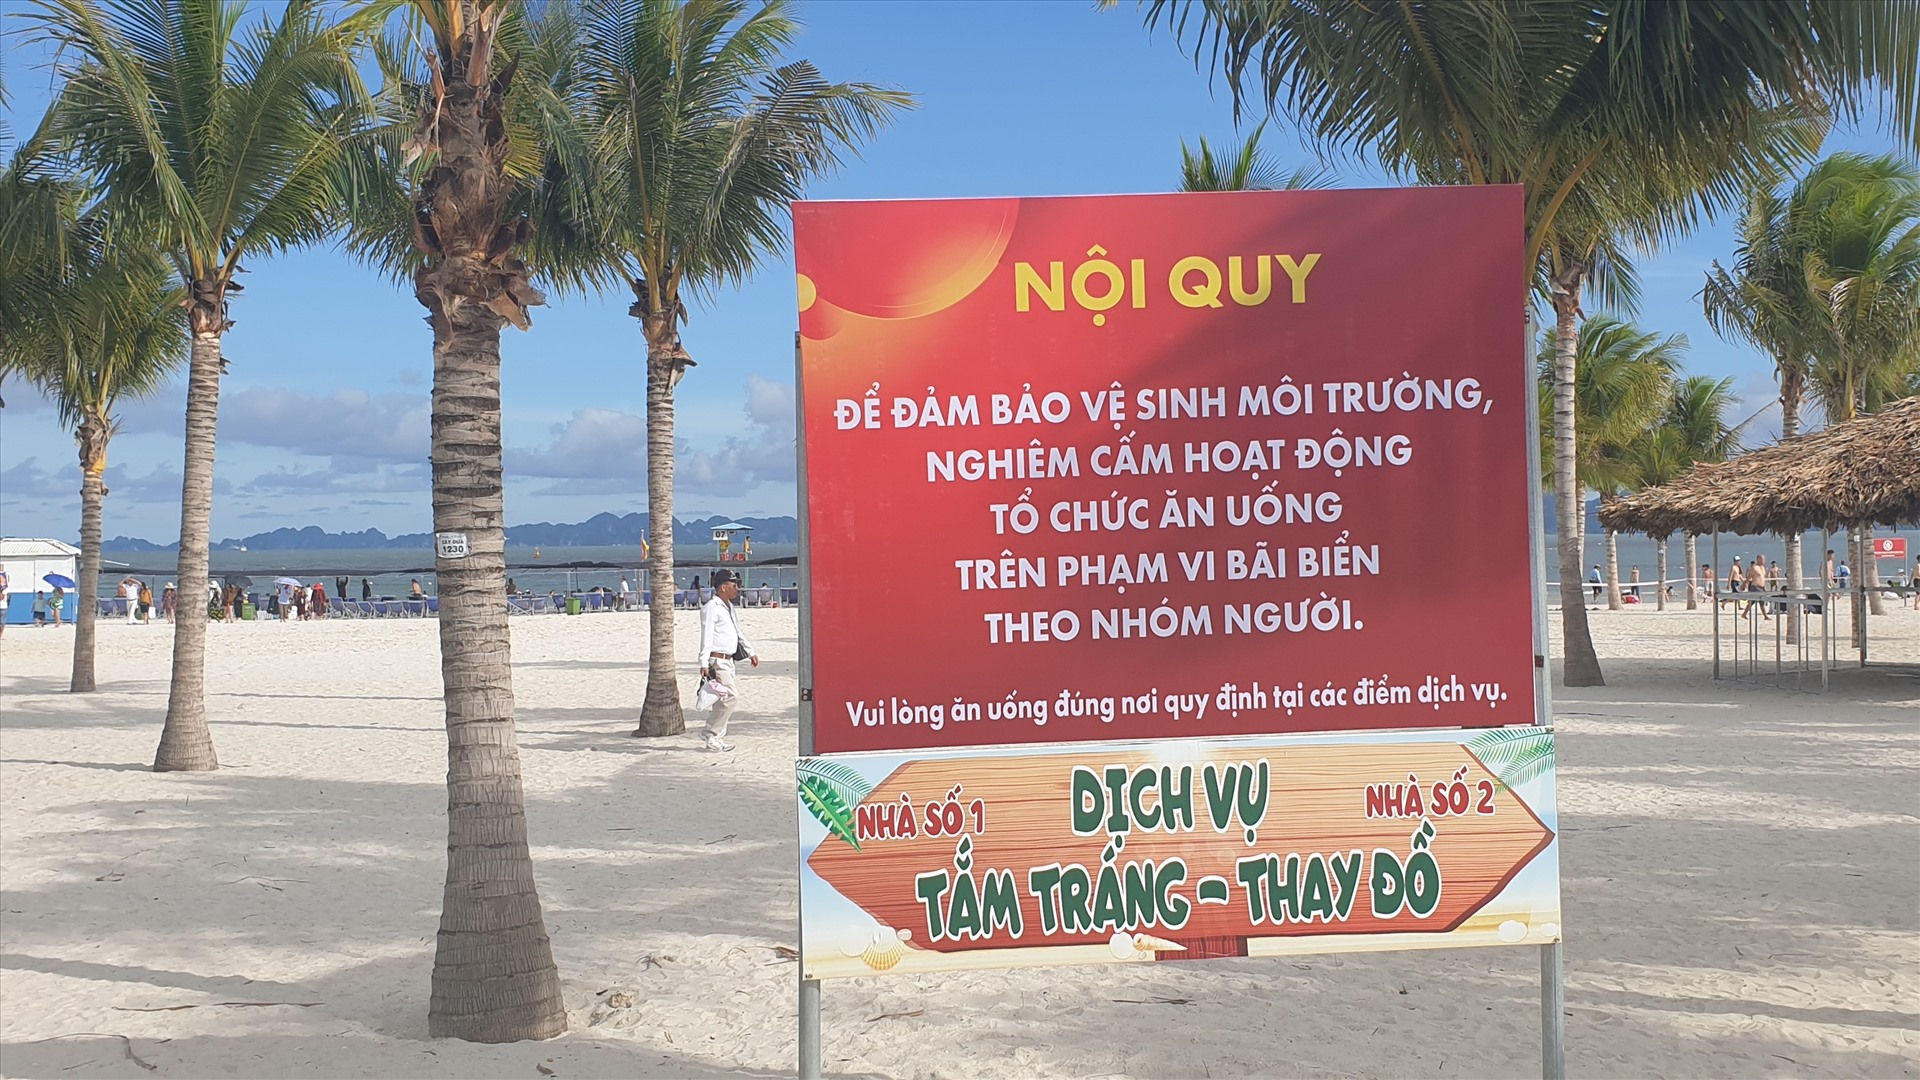 NỘI QUY
ĐỂ ĐẢM BẢO VỆ SINH MÔI TRƯỜNG,
NGHIÊM CẤM HOẠT ĐỘNG
TỔ CHỨC ĂN UỐNG
TRÊN PHẠM VI BÃI BIỂN
THEO NHÓM NGƯỜI.
Vui lòng ăn uống đúng nơi quy định tại các điểm dịch vụ.
NHÀ SỐ 1
DỊCH VỤ
NHÀ SỐ 2
TẮM TRÁNG - THAY ĐỒ
CÂY DỪA
1230
07